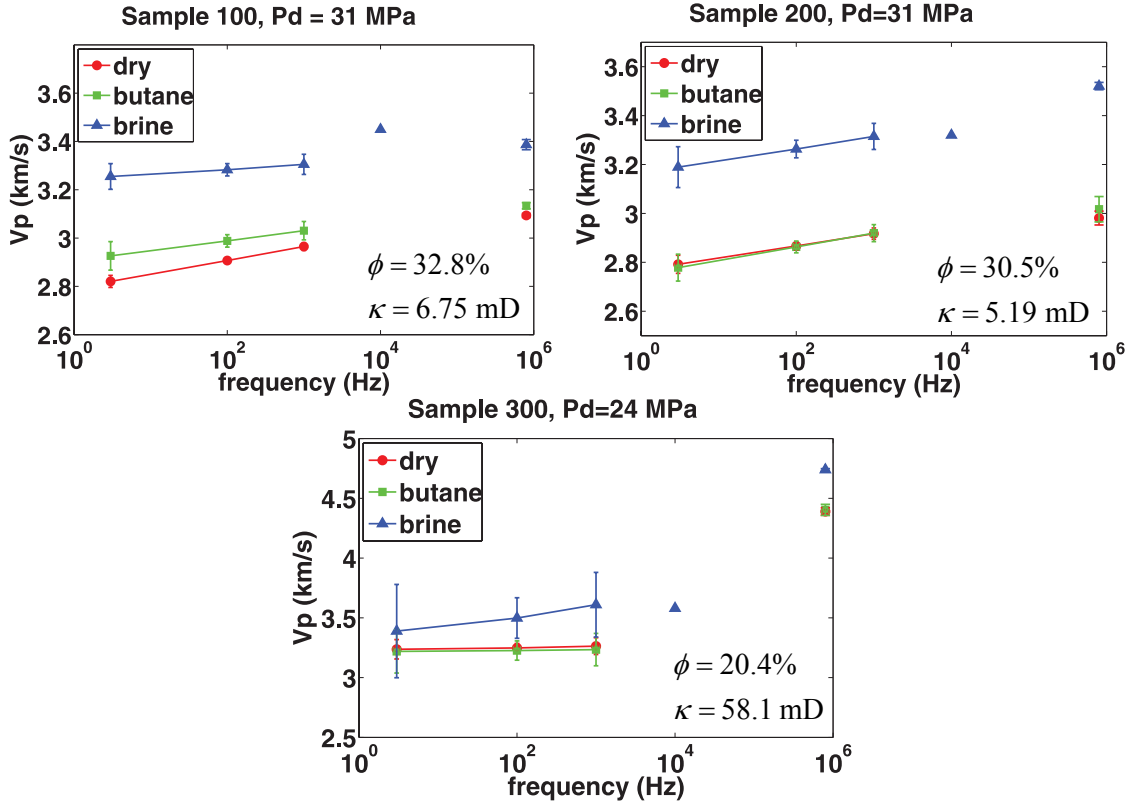 Sample 100, Pd = 31 MPa
dry
butane
brine
3.6
3.4
3.2
3
2.8
2.6
Vp (km/s)
ϕ = 32.8%
κ = 6.75 mD
10^0
10^2
10^4
10^6
frequency (Hz)
Sample 200, Pd=31 MPa
dry
butane
brine
3.6
3.4
3.2
3
2.8
2.6
Vp (km/s)
ϕ = 30.5%
κ = 5.19 mD
10^0
10^2
10^4
10^6
frequency (Hz)
Sample 300, Pd=24 MPa
dry
butane
brine
5
4.5
4
3.5
3
2.5
Vp (km/s)
ϕ = 20.4%
κ = 58.1 mD
10^0
10^2
10^4
10^6
frequency (Hz)